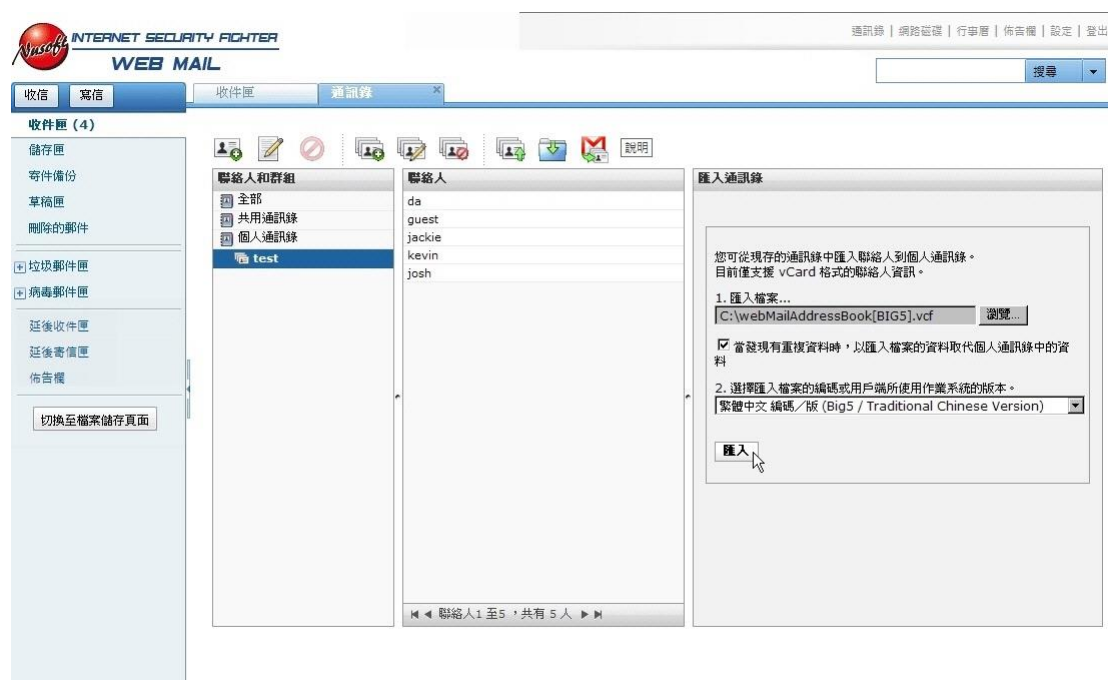 Nusoft INTERNET SECURITY FIGHTER
WEB MAIL
通訊錄 | 網路磁碟 | 行事曆 | 佈告欄 | 設定 | 登出
搜尋
收信 寫信
收件匣 通訊錄 ×
收件匣 (4)
儲存匣
寄件備份
草稿匣
刪除的郵件
垃圾郵件匣
病毒郵件匣
延後收件匣
延後寄信匣
佈告欄
切換至檔案儲存頁面
說明
聯絡人和群組
全部
共用通訊錄
個人通訊錄
test
聯絡人
da
guest
jackie
kevin
josh
聯絡人1 至5 ，共有 5 人
匯入通訊錄
您可從現存的通訊錄中匯入聯絡人到個人通訊錄。
目前僅支援 vCard 格式的聯絡人資訊。
1. 匯入檔案...
C:\webMailAddressBook[BIG5].vcf 瀏覽...
當發現有重複資料時，以匯入檔案的資料取代個人通訊錄中的資
料
2. 選擇匯入檔案的編碼或用戶端所使用作業系統的版本。
繁體中文 編碼／版 (Big5 / Traditional Chinese Version)
匯入